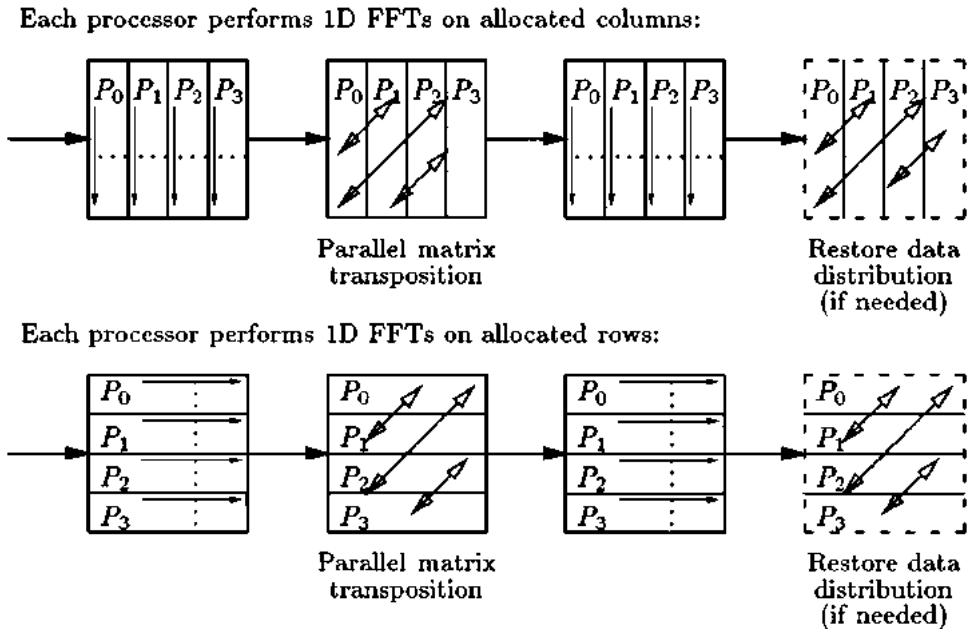 Each processor performs 1D FFTs on allocated columns:
P0 P1 P2 P3 P0 P1 P2 P3 P0 P1 P2 P3 P0 P1 P2 P3
Parallel matrix Restore data
transposition distribution
(if needed)
Each processor performs 1D FFTs on allocated rows:
P0 P0 P0 P0
P1 P1 P1 P1
P2 P2 P2 P2
P3 P3 P3 P3
Parallel matrix Restore data
transposition distribution
(if needed)